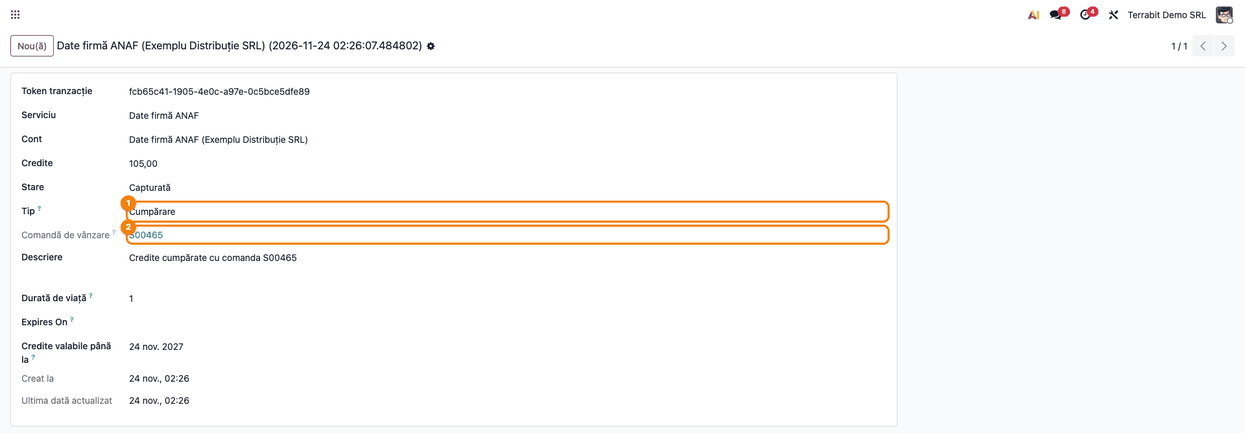 AI 8 4 Terrabit Demo SRL
Nou(ă) Date firmă ANAF (Exemplu Distribuție SRL) (2026-11-24 02:26:07.484802) 1 / 1
Token tranzacție fcb65c41-1905-4e0c-a97e-0c5bce5dfe89
Serviciu Date firmă ANAF
Cont Date firmă ANAF (Exemplu Distribuție SRL)
Credite 105,00
Stare Capturată
1
Tip ? Cumpărare
2
Comandă de vânzare ? S00465
Descriere Credite cumpărate cu comanda S00465
Durată de viață ? 1
Expires On ?
Credite valabile până 24 nov. 2027
la ?
Creat la 24 nov., 02:26
Ultima dată actualizat 24 nov., 02:26